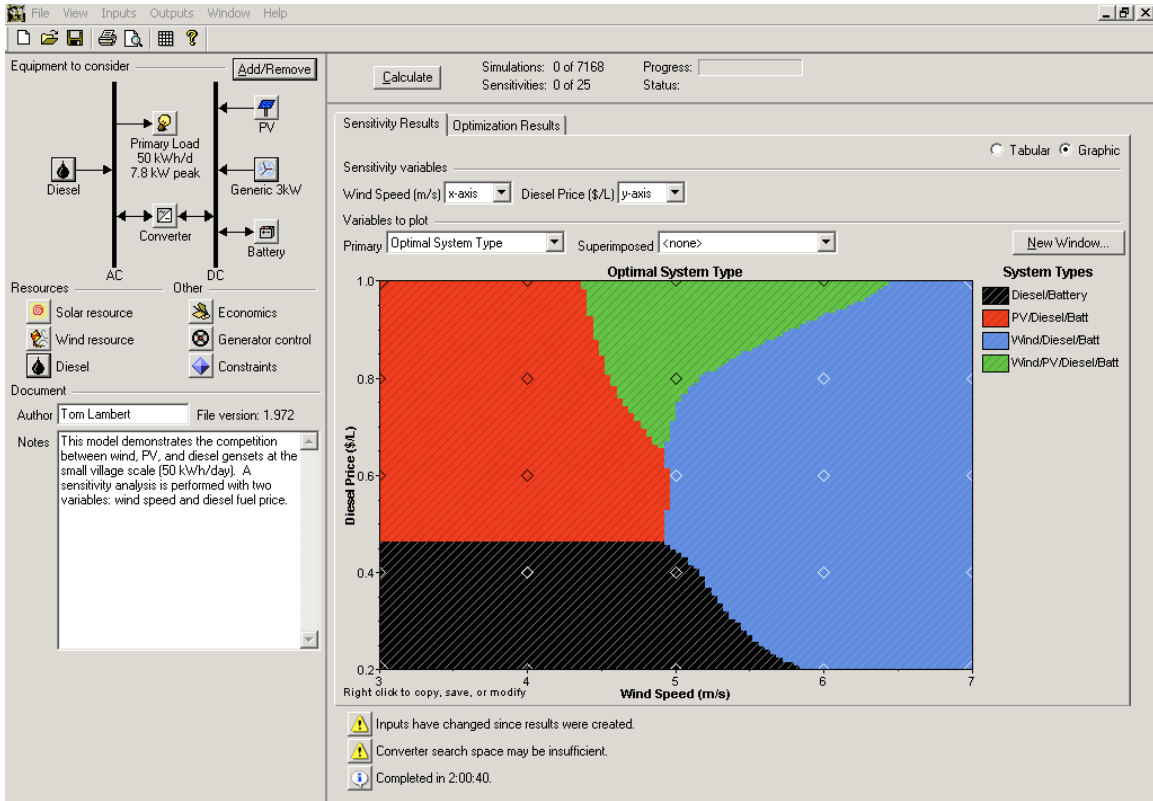 File View Inputs Outputs Window Help
Equipment to consider
Add/Remove
Primary Load
50 kWh/d
7.8 kW peak
PV
Diesel
Generic 3kW
Converter
Battery
AC DC
Resources Other
Solar resource Economics
Wind resource Generator control
Diesel Constraints
Document
Author Tom Lambert File version: 1.972
Notes
This model demonstrates the competition
between wind, PV, and diesel gensets at the
small village scale (50 kWh/day). A
sensitivity analysis is performed with two
variables: wind speed and diesel fuel price.
Calculate
Simulations: 0 of 7168 Progress:
Sensitivities: 0 of 25 Status:
Sensitivity Results Optimization Results
Tabular Graphic
Sensitivity variables
Wind Speed (m/s) x-axis Diesel Price ($/L) y-axis
Variables to plot
Primary Optimal System Type Superimposed <none> New Window...
Optimal System Type
System Types
Diesel/Battery
PV/Diesel/Batt
Wind/Diesel/Batt
Wind/PV/Diesel/Batt
1.0
0.8
0.6
0.4
0.2
Diesel Price ($/L)
3 4 5 6 7
Right click to copy, save, or modify
Wind Speed (m/s)
Inputs have changed since results were created.
Converter search space may be insufficient.
Completed in 2:00:40.